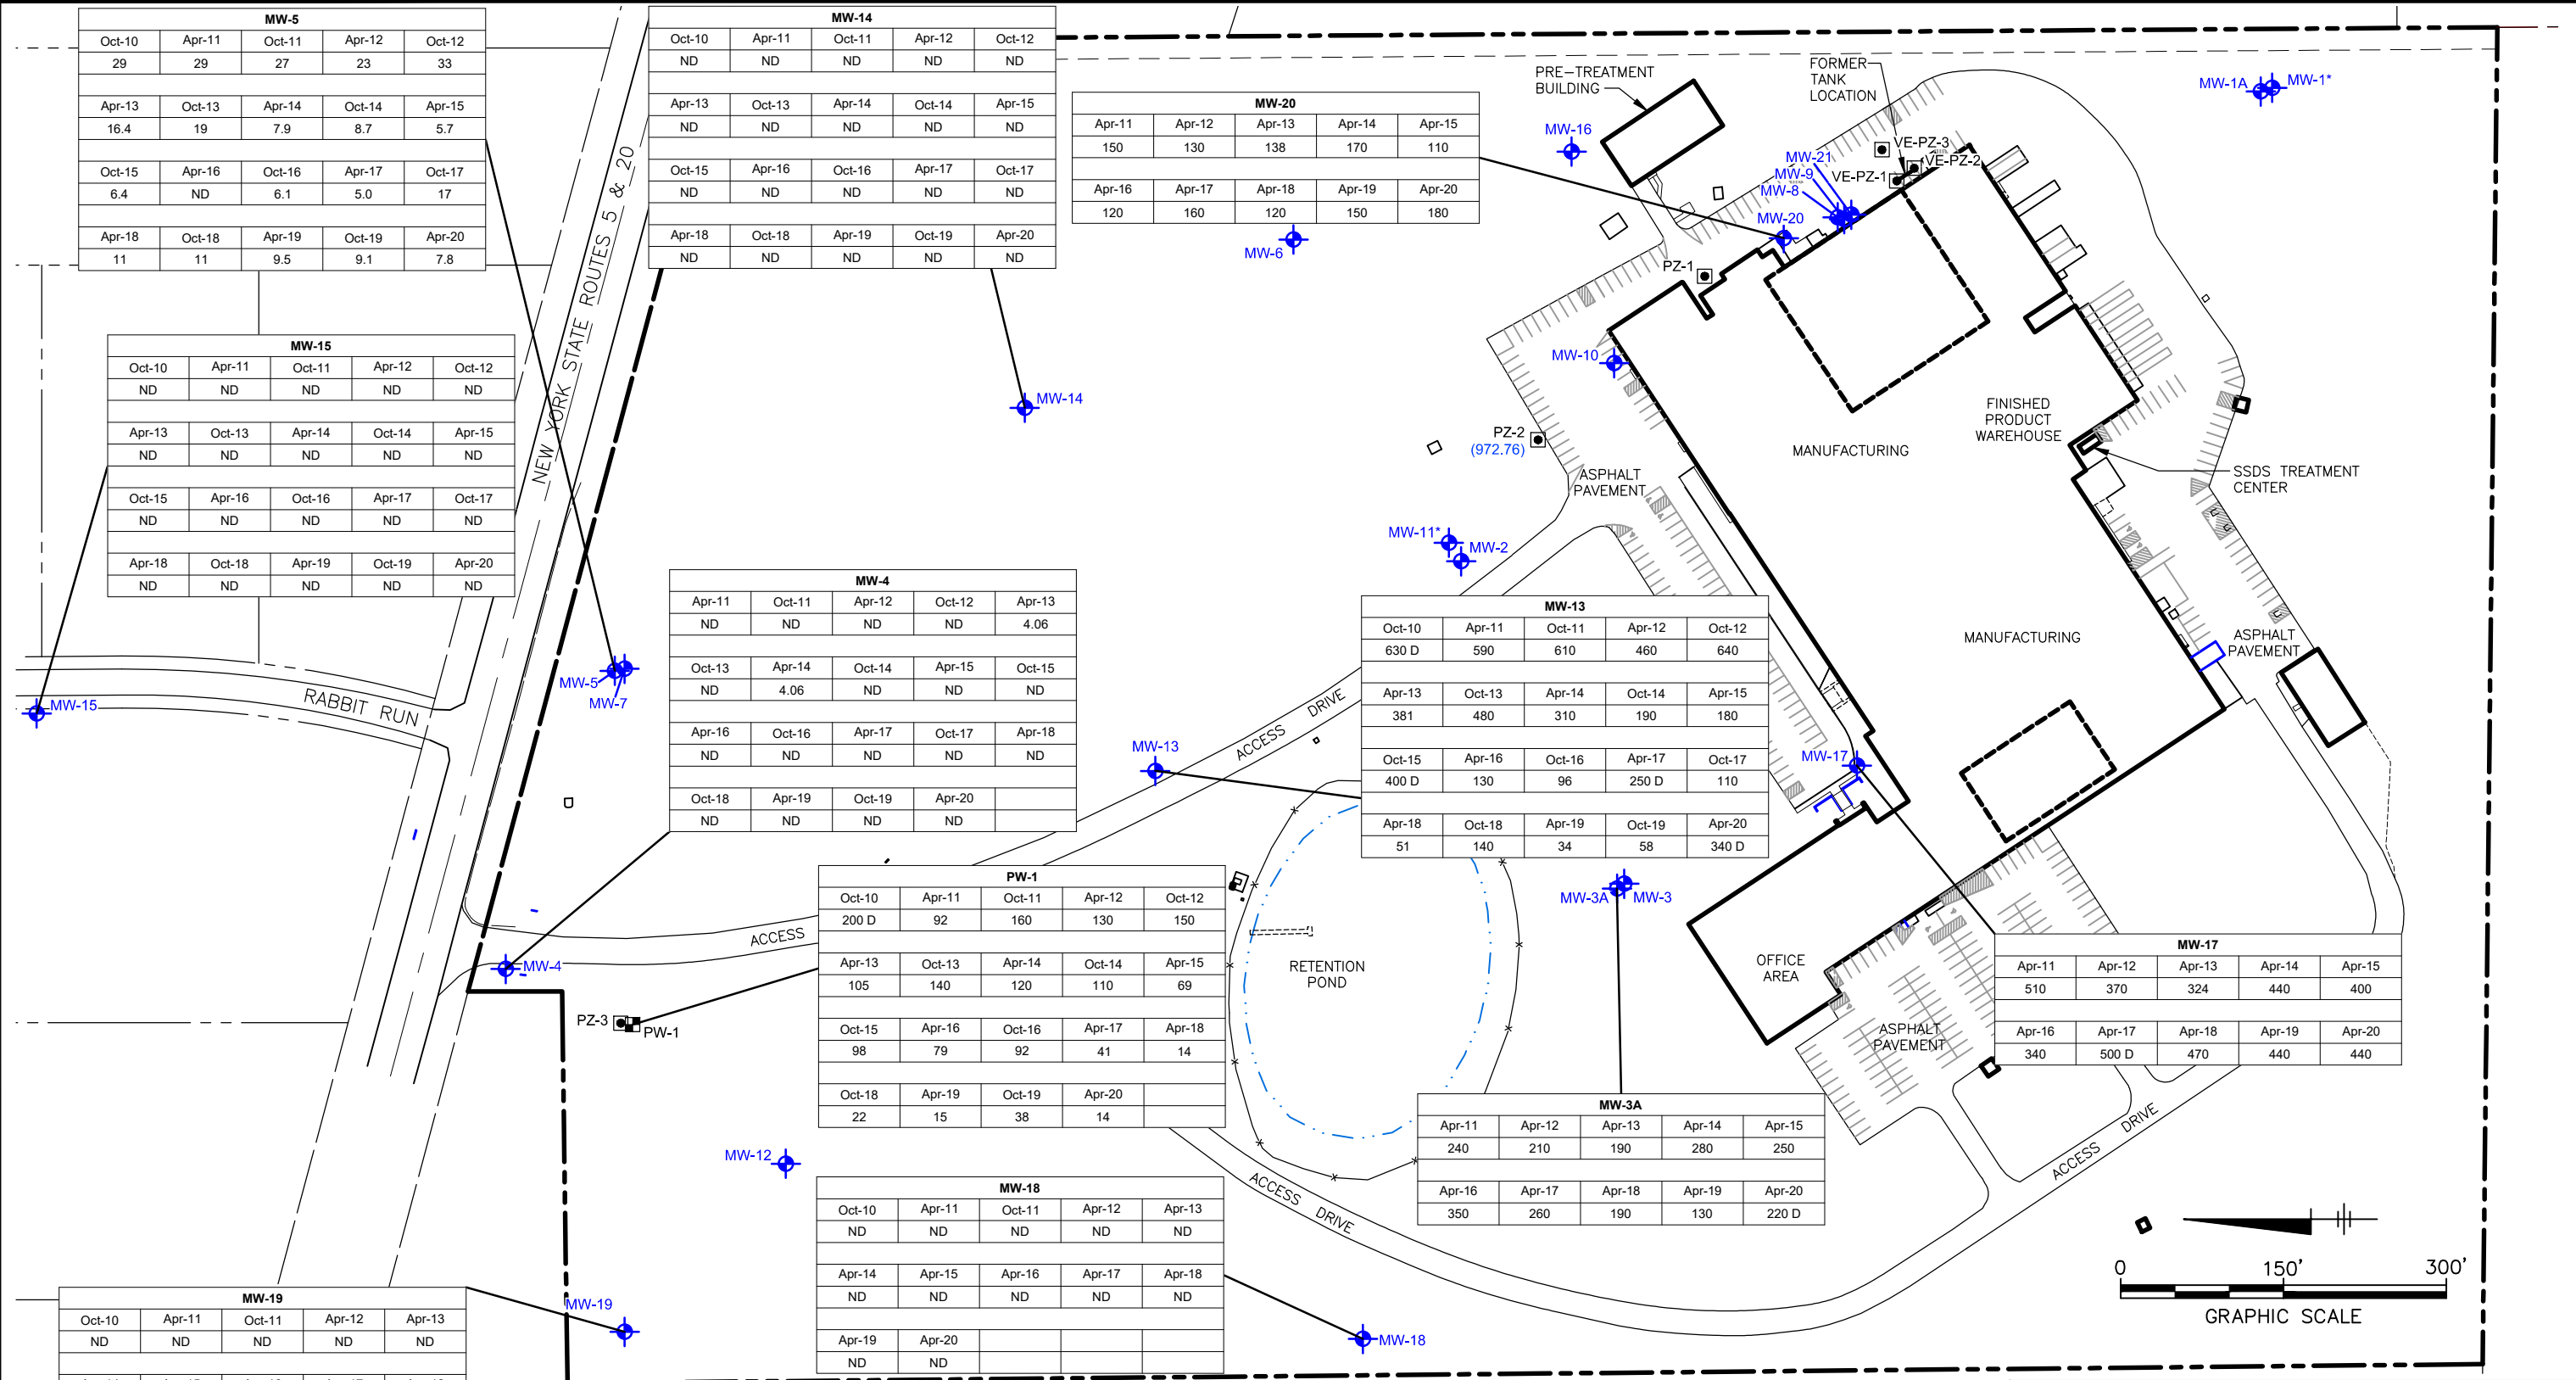 MW-5
Oct-10 Apr-11 Oct-11 Apr-12 Oct-12
29 29 27 23 33
Apr-13 Oct-13 Apr-14 Oct-14 Apr-15
16.4 19 7.9 8.7 5.7
Oct-15 Apr-16 Oct-16 Apr-17 Oct-17
6.4 ND 6.1 5.0 17
Apr-18 Oct-18 Apr-19 Oct-19 Apr-20
11 11 9.5 9.1 7.8
MW-14
Oct-10 Apr-11 Oct-11 Apr-12 Oct-12
ND ND ND ND ND
Apr-13 Oct-13 Apr-14 Oct-14 Apr-15
ND ND ND ND ND
Oct-15 Apr-16 Oct-16 Apr-17 Oct-17
ND ND ND ND ND
Apr-18 Oct-18 Apr-19 Oct-19 Apr-20
ND ND ND ND ND
MW-20
Apr-11 Apr-12 Apr-13 Apr-14 Apr-15
150 130 138 170 110
Apr-16 Apr-17 Apr-18 Apr-19 Apr-20
120 160 120 150 180
PRE-TREATMENT
BUILDING
FORMER
TANK
LOCATION
MW-1A
MW-1*
MW-16
VE-PZ-3
VE-PZ-2
VE-PZ-1
MW-21
MW-9
MW-8
MW-20
MW-6
PZ-1
NEW YORK STATE ROUTES 5 & 20
MW-15
Oct-10 Apr-11 Oct-11 Apr-12 Oct-12
ND ND ND ND ND
Apr-13 Oct-13 Apr-14 Oct-14 Apr-15
ND ND ND ND ND
Oct-15 Apr-16 Oct-16 Apr-17 Oct-17
ND ND ND ND ND
Apr-18 Oct-18 Apr-19 Oct-19 Apr-20
ND ND ND ND ND
MW-14
MW-10
PZ-2
(972.76)
ASPHALT
PAVEMENT
MANUFACTURING
FINISHED
PRODUCT
WAREHOUSE
SSDS TREATMENT
CENTER
MW-11*
MW-2
MW-4
Apr-11 Oct-11 Apr-12 Oct-12 Apr-13
ND ND ND ND 4.06
Oct-13 Apr-14 Oct-14 Apr-15 Oct-15
ND 4.06 ND ND ND
Apr-16 Oct-16 Apr-17 Oct-17 Apr-18
ND ND ND ND ND
Oct-18 Apr-19 Oct-19 Apr-20
ND ND ND ND
MW-13
Oct-10 Apr-11 Oct-11 Apr-12 Oct-12
630 D 590 610 460 640
Apr-13 Oct-13 Apr-14 Oct-14 Apr-15
381 480 310 190 180
Oct-15 Apr-16 Oct-16 Apr-17 Oct-17
400 D 130 96 250 D 110
Apr-18 Oct-18 Apr-19 Oct-19 Apr-20
51 140 34 58 340 D
MANUFACTURING
ASPHALT
PAVEMENT
MW-15
RABBIT RUN
MW-5
MW-7
MW-13
ACCESS DRIVE
MW-17
MW-3A
MW-3
PW-1
Oct-10 Apr-11 Oct-11 Apr-12 Oct-12
200 D 92 160 130 150
Apr-13 Oct-13 Apr-14 Oct-14 Apr-15
105 140 120 110 69
Oct-15 Apr-16 Oct-16 Apr-17 Apr-18
98 79 92 41 14
Oct-18 Apr-19 Oct-19 Apr-20
22 15 38 14
ACCESS
MW-4
RETENTION
POND
OFFICE
AREA
ASPHALT
PAVEMENT
MW-17
Apr-11 Apr-12 Apr-13 Apr-14 Apr-15
510 370 324 440 400
Apr-16 Apr-17 Apr-18 Apr-19 Apr-20
340 500 D 470 440 440
PZ-3
PW-1
MW-3A
Apr-11 Apr-12 Apr-13 Apr-14 Apr-15
240 210 190 280 250
Apr-16 Apr-17 Apr-18 Apr-19 Apr-20
350 260 190 130 220 D
ACCESS DRIVE
MW-12
ACCESS DRIVE
MW-18
Oct-10 Apr-11 Oct-11 Apr-12 Apr-13
ND ND ND ND ND
Apr-14 Apr-15 Apr-16 Apr-17 Apr-18
ND ND ND ND ND
Apr-19 Apr-20
ND ND
MW-18
0 150' 300'
GRAPHIC SCALE
MW-19
MW-19
Oct-10 Apr-11 Oct-11 Apr-12 Apr-13
ND ND ND ND ND